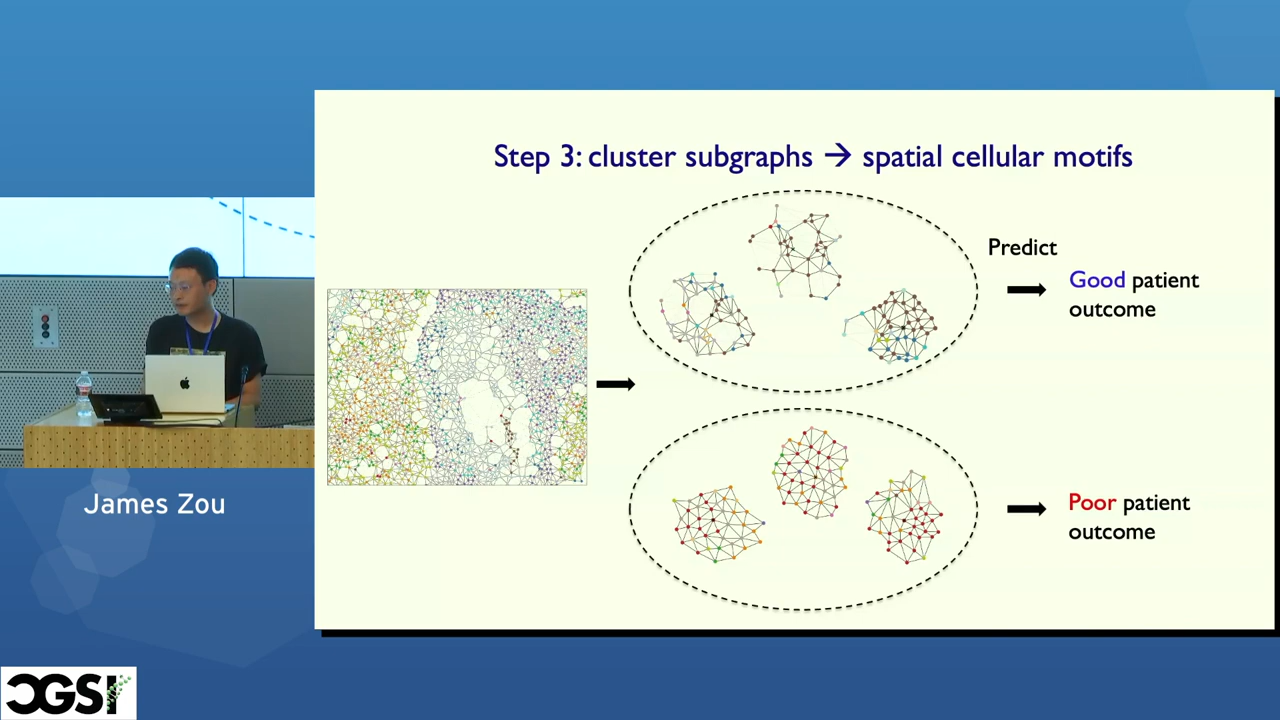 Step 3: cluster subgraphs → spatial cellular motifs
Predict
Good patient
outcome
Poor patient
outcome
James Zou
CGSI